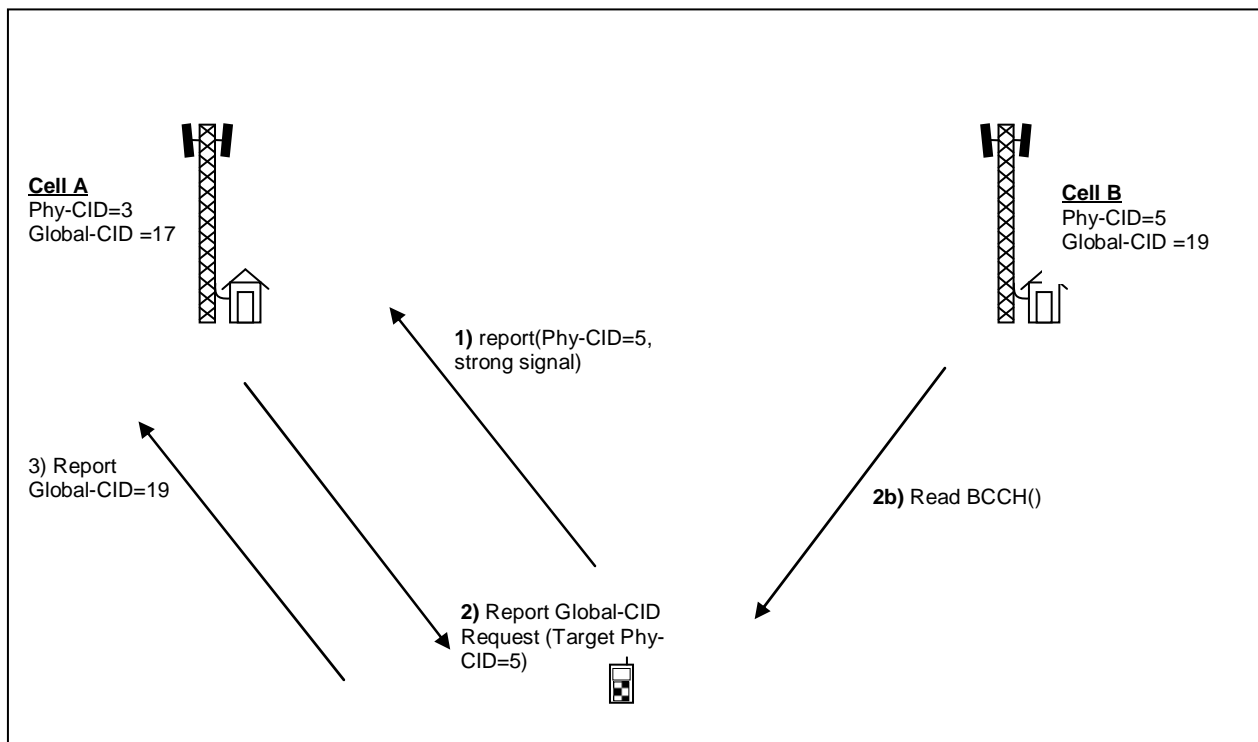 Cell A
Phy-CID=3
Global-CID =17
Cell B
Phy-CID=5
Global-CID =19
1) report(Phy-CID=5,
strong signal)
3) Report
Global-CID=19
2b) Read BCCH()
2) Report Global-CID
Request (Target Phy-
CID=5)